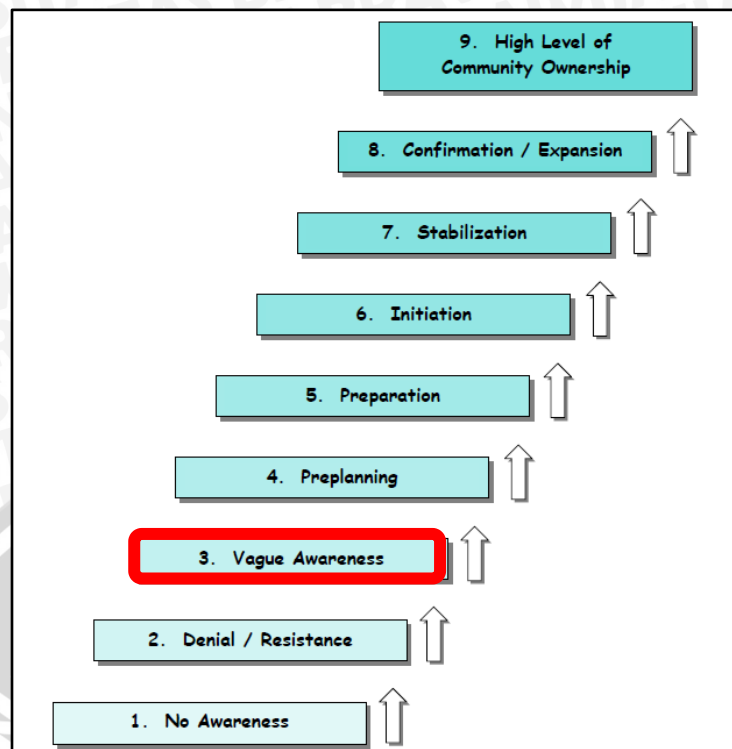 9. High Level of
Community Ownership
8. Confirmation / Expansion
7. Stabilization
6. Initiation
5. Preparation
4. Preplanning
3. Vague Awareness
2. Denial / Resistance
1. No Awareness